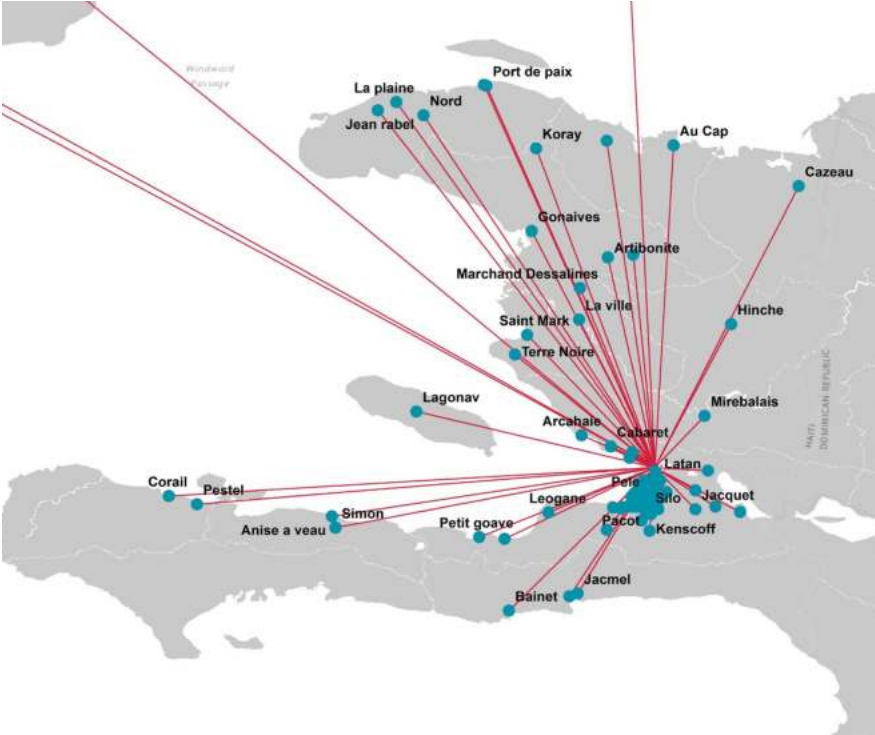 Windward
Passage
Port de paix
La plaine
Nord
Jean rabel
Koray
Au Cap
Cazeau
Gonaives
Artibonite
Marchand Dessalines
La ville
Hinche
Saint Mark
Terre Noire
HAITI
DOMINICAN REPUBLIC
Lagonav
Mirebalais
Arcahaie
Cabaret
Latan
Corail
Pele
Pestel
Silo
Jacquet
Leogane
Simon
Anise a veau
Petit goave
Pacot
Kenscoff
Jacmel
Bainet